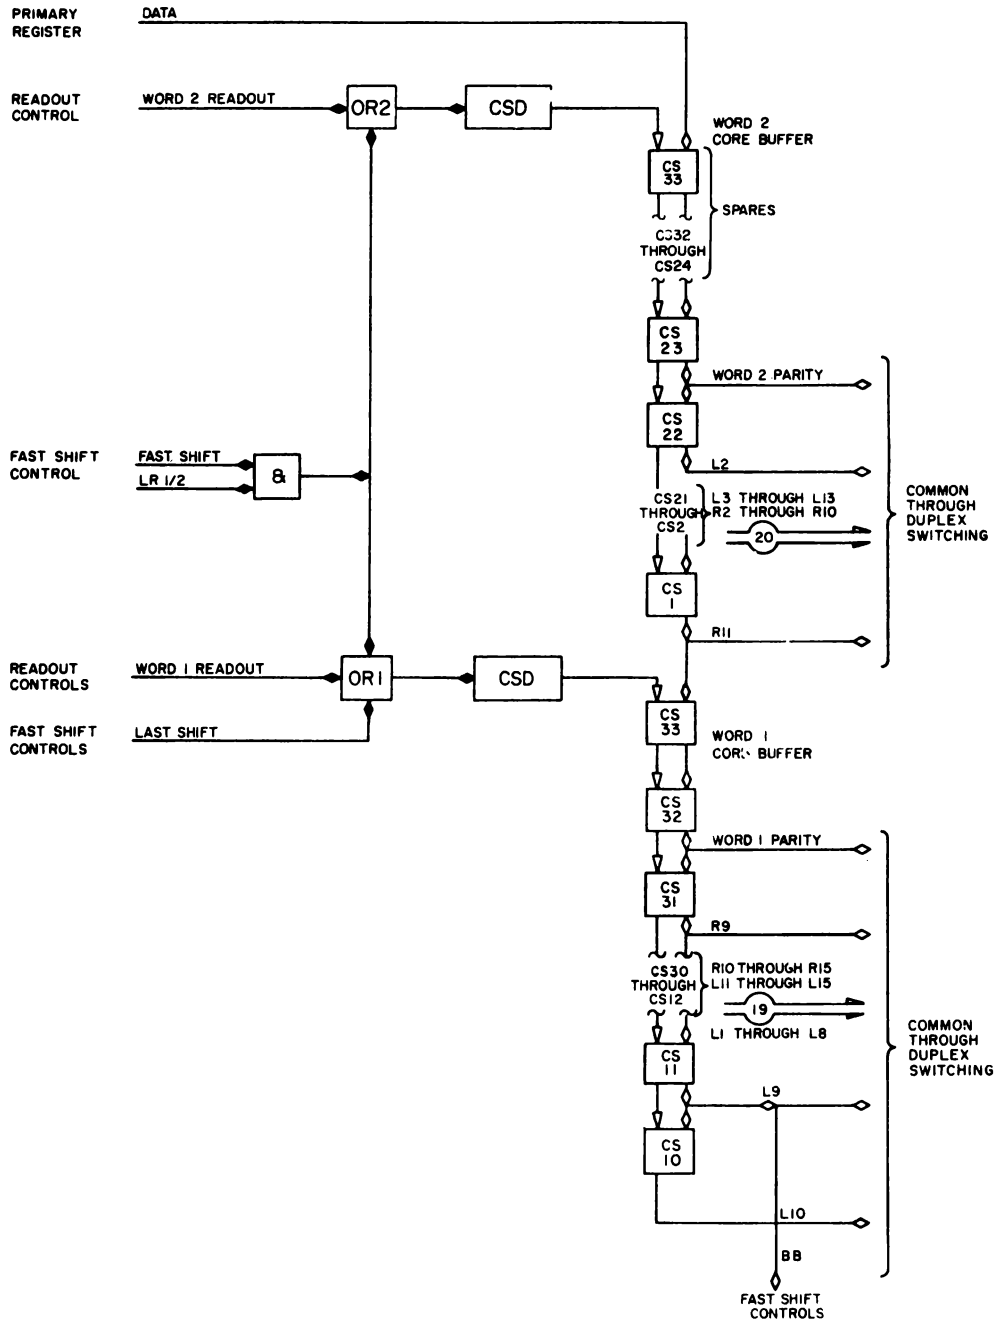 PRIMARY
REGISTER
DATA
READOUT
CONTROL
WORD 2 READOUT
OR2
CSD
WORD 2
CORE BUFFER
CS
33
SPARES
CS32
THROUGH
CS24
CS
23
WORD 2 PARITY
CS
22
L2
FAST SHIFT
CONTROL
FAST SHIFT
LR 1/2
&
CS21
THROUGH
CS2
L3 THROUGH L13
R2 THROUGH R10
20
COMMON
THROUGH
DUPLEX
SWITCHING
CS
1
R11
READOUT
CONTROLS
WORD 1 READOUT
OR1
CSD
FAST SHIFT
CONTROLS
LAST SHIFT
CS
33
WORD 1
CORE BUFFER
CS
32
WORD 1 PARITY
CS
31
R9
CS30
THROUGH
CS12
R10 THROUGH R15
L11 THROUGH L15
19
L1 THROUGH L8
COMMON
THROUGH
DUPLEX
SWITCHING
CS
11
L9
CS
10
L10
BB
FAST SHIFT
CONTROLS